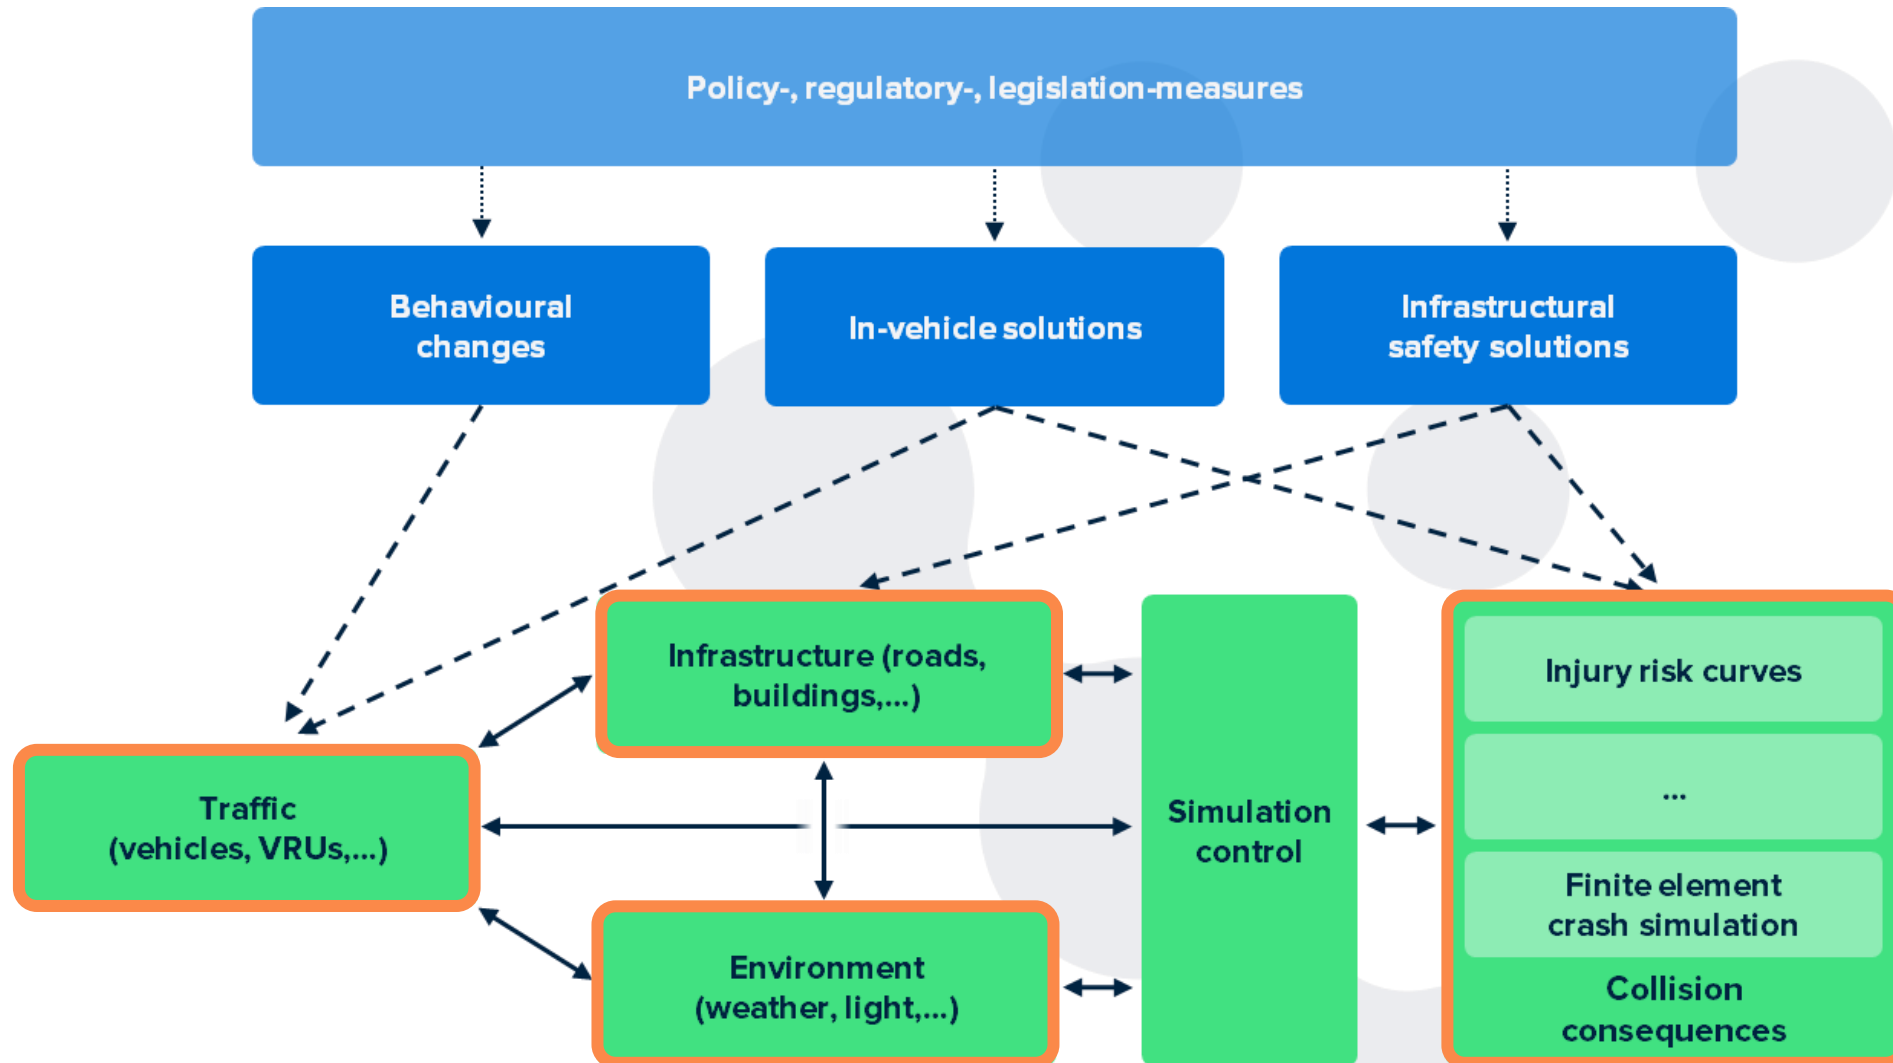 Policy-, regulatory-, legislation-measures
Behavioural
changes
In-vehicle solutions
Infrastructural
safety solutions
Infrastructure (roads,
buildings,...)
Traffic
(vehicles, VRUs,...)
Environment
(weather, light,...)
Simulation
control
Injury risk curves
...
Finite element
crash simulation
Collision
consequences